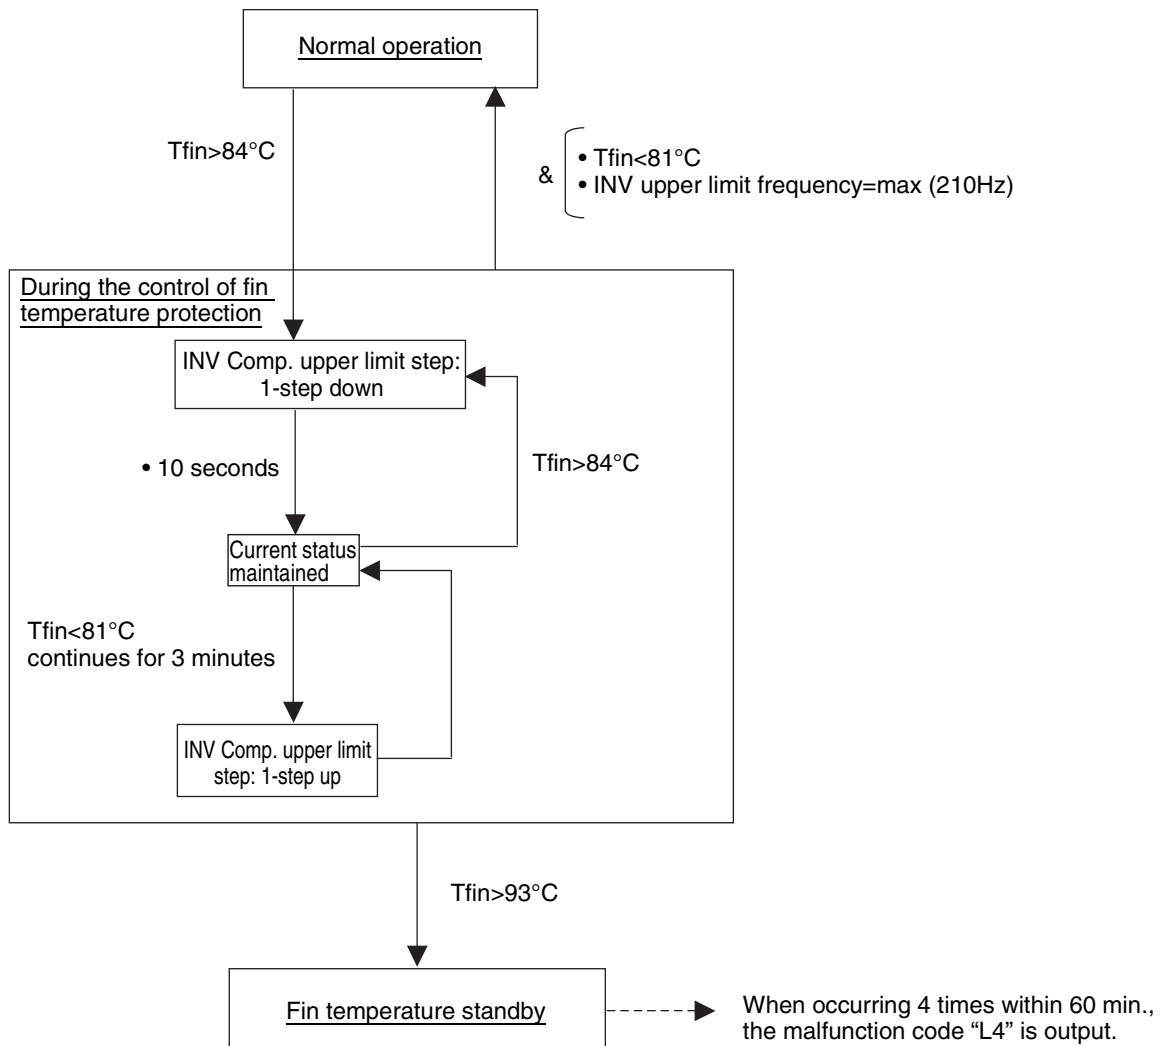 Normal operation
Tfin>84°C
&
• Tfin<81°C
• INV upper limit frequency=max (210Hz)
During the control of fin
temperature protection
INV Comp. upper limit step:
1-step down
• 10 seconds
Tfin>84°C
Current status
maintained
Tfin<81°C
continues for 3 minutes
INV Comp. upper limit
step: 1-step up
Tfin>93°C
Fin temperature standby
When occurring 4 times within 60 min.,
the malfunction code “L4” is output.